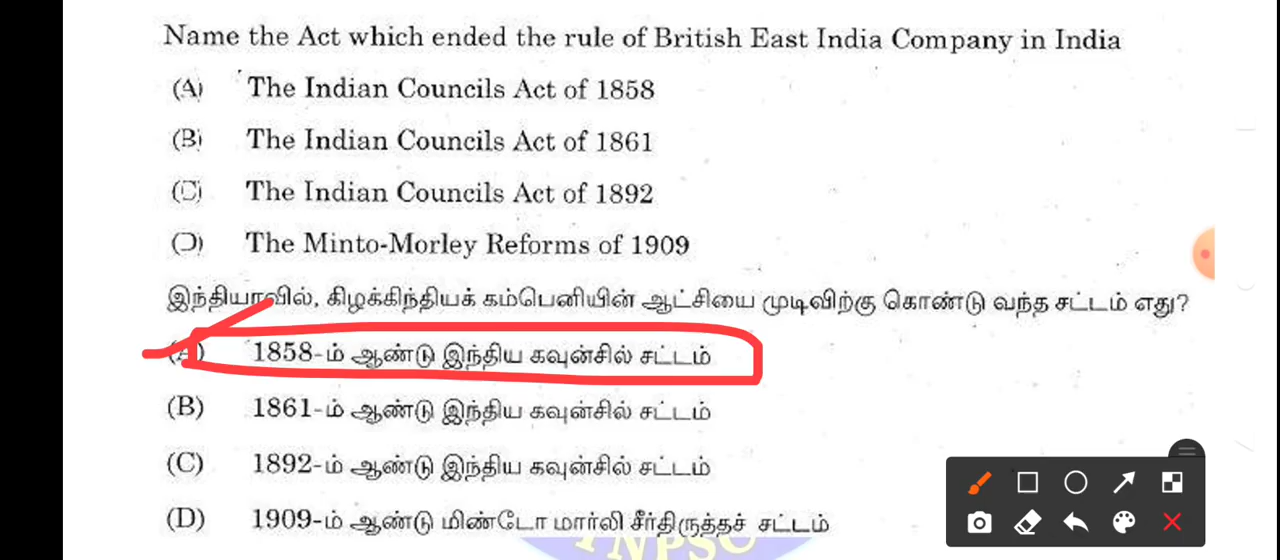 Name the Act which ended the rule of British East India Company in India
(A) The Indian Councils Act of 1858
(B) The Indian Councils Act of 1861
(C) The Indian Councils Act of 1892
(D) The Minto-Morley Reforms of 1909
இந்தியாவில், கிழக்கிந்தியக் கம்பெனியின் ஆட்சியை முடிவிற்கு கொண்டு வந்த சட்டம் எது?
(A) 1858-ம் ஆண்டு இந்திய கவுன்சில் சட்டம்
(B) 1861-ம் ஆண்டு இந்திய கவுன்சில் சட்டம்
(C) 1892-ம் ஆண்டு இந்திய கவுன்சில் சட்டம்
(D) 1909-ம் ஆண்டு மிண்டோ மார்லி சீர்திருத்தச் சட்டம்
TNPSC